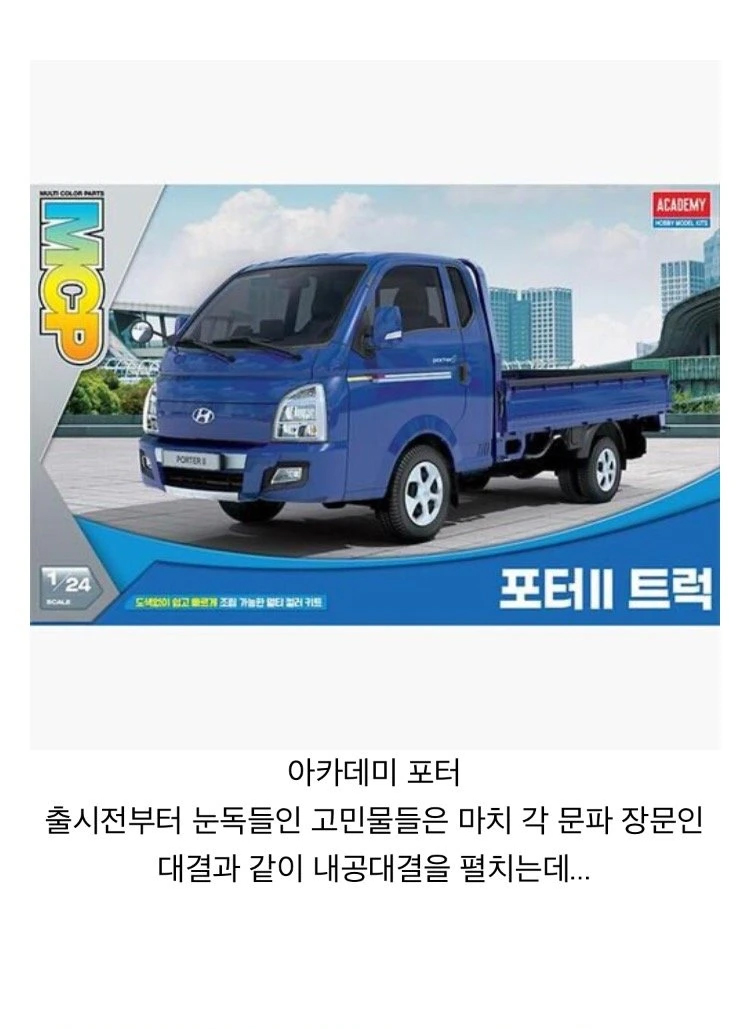 MULTI COLOR PARTS
MCP
ACADEMY
HOBBY MODEL KITS
porter II
PORTER II
1/24
SCALE
도색없이 쉽고 빠르게 조립 가능한 멀티 컬러 키트
포터II 트럭
아카데미 포터
출시전부터 눈독들인 고민물들은 마치 각 문파 장문인
대결과 같이 내공대결을 펼치는데...